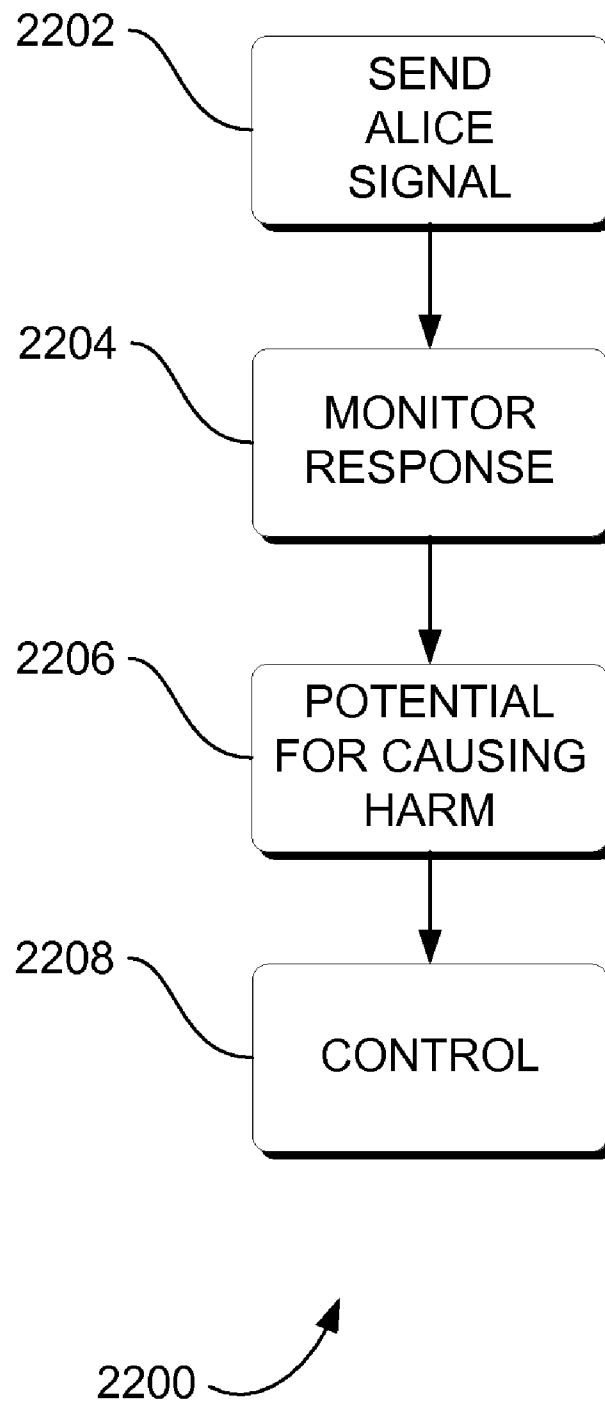 2202
SEND
ALICE
SIGNAL
2204
MONITOR
RESPONSE
2206
POTENTIAL
FOR CAUSING
HARM
2208
CONTROL
2200